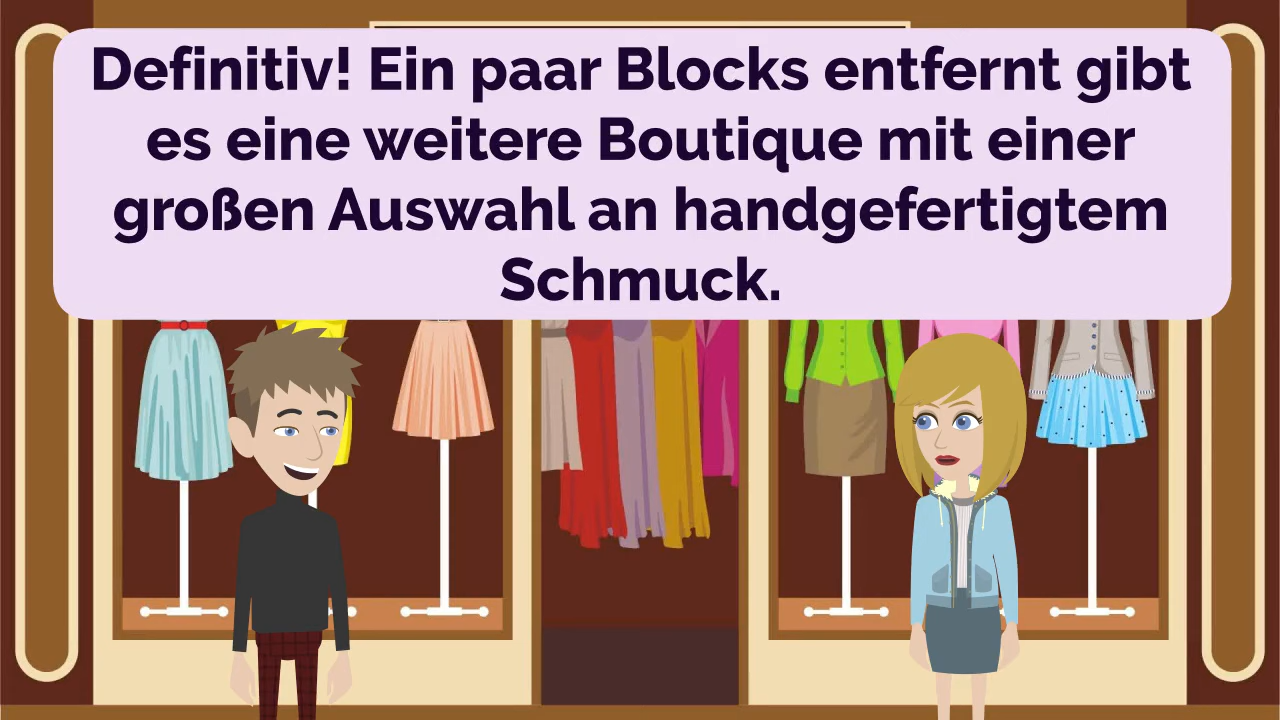 Definitiv! Ein paar Blocks entfernt gibt
es eine weitere Boutique mit einer
großen Auswahl an handgefertigtem
Schmuck.